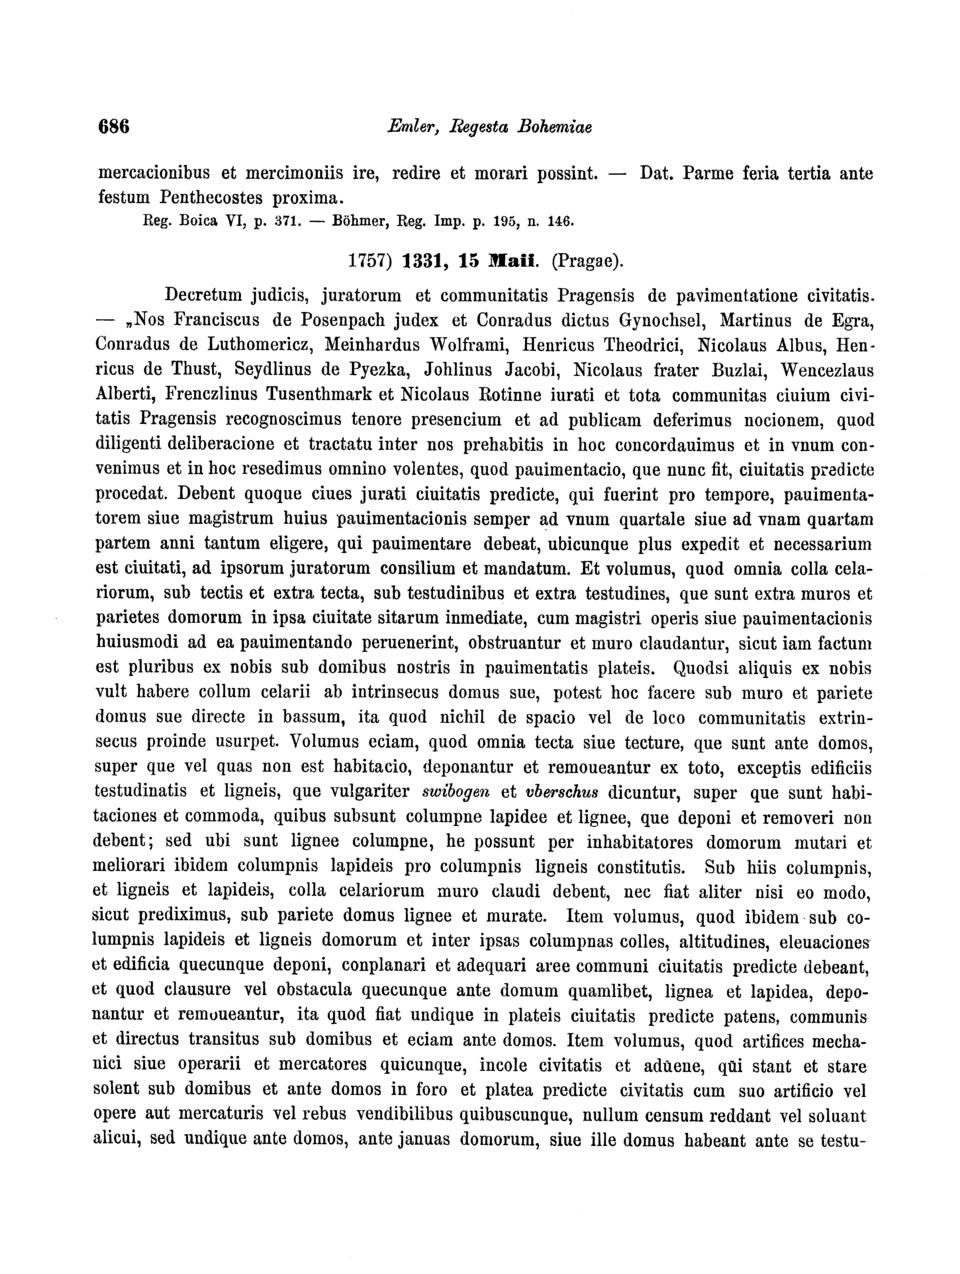 686 Emler, Regesta Bohemiae
mercacionibus et mercimoniis ire, redire et morari possint. — Dat. Parme feria tertia ante
festum Penthecostes proxima.
Reg. Boica VI, p. 371. — Böhmer, Reg. Imp. p. 195, n. 146.
1757) 1331, 15 Maii. (Pragae).
Decretum judicis, juratorum et communitatis Pragensis de pavimentatione civitatis.
— „Nos Franciscus de Posenpach judex et Conradus dictus Gynochsel, Martinus de Egra,
Conradus de Luthomericz, Meinhardus Wolframi, Henricus Theodrici, Nicolaus Albus, Hen-
ricus de Thust, Seydlinus de Pyezka, Johlinus Jacobi, Nicolaus frater Buzlai, Wencezlaus
Alberti, Frenczlinus Tusenthmark et Nicolaus Rotinne iurati et tota communitas ciuium civi-
tatis Pragensis recognoscimus tenore presencium et ad publicam deferimus nocionem, quod
diligenti deliberacione et tractatu inter nos prehabitis in hoc concordauimus et in vnum con-
venimus et in hoc resedimus omnino volentes, quod pauimentacio, que nunc fit, ciuitatis predicte
procedat. Debent quoque ciues jurati ciuitatis predicte, qui fuerint pro tempore, pauimenta-
torem siue magistrum huius pauimentacionis semper ad vnum quartale siue ad vnam quartam
partem anni tantum eligere, qui pauimentare debeat, ubicunque plus expedit et necessarium
est ciuitati, ad ipsorum juratorum consilium et mandatum. Et volumus, quod omnia colla cela-
riorum, sub tectis et extra tecta, sub testudinibus et extra testudines, que sunt extra muros et
parietes domorum in ipsa ciuitate sitarum inmediate, cum magistri operis siue pauimentacionis
huiusmodi ad ea pauimentando peruenerint, obstruantur et muro claudantur, sicut iam factum
est pluribus ex nobis sub domibus nostris in pauimentatis plateis. Quodsi aliquis ex nobis
vult habere collum celarii ab intrinsecus domus sue, potest hoc facere sub muro et pariete
domus sue directe in bassum, ita quod nichil de spacio vel de loco communitatis extrin-
secus proinde usurpet. Volumus eciam, quod omnia tecta siue tecture, que sunt ante domos,
super que vel quas non est habitacio, deponantur et remoueantur ex toto, exceptis edificiis
testudinatis et ligneis, que vulgariter swibogen et vberschus dicuntur, super que sunt habi-
taciones et commoda, quibus subsunt columpne lapidee et lignee, que deponi et removeri non
debent; sed ubi sunt lignee columpne, he possunt per inhabitatores domorum mutari et
meliorari ibidem columpnis lapideis pro columpnis ligneis constitutis. Sub hiis columpnis,
et ligneis et lapideis, colla celariorum muro claudi debent, nec fiat aliter nisi eo modo,
sicut prediximus, sub pariete domus lignee et murate. Item volumus, quod ibidem sub co-
lumpnis lapideis et ligneis domorum et inter ipsas columpnas colles, altitudines, eleuaciones
et edificia quecunque deponi, conplanari et adequari aree communi ciuitatis predicte debeant,
et quod clausure vel obstacula quecunque ante domum quamlibet, lignea et lapidea, depo-
nantur et remoueantur, ita quod fiat undique in plateis ciuitatis predicte patens, communis
et directus transitus sub domibus et eciam ante domos. Item volumus, quod artifices mecha-
nici siue operarii et mercatores quicunque, incole civitatis et adůene, qůi stant et stare
solent sub domibus et ante domos in foro et platea predicte civitatis cum suo artificio vel
opere aut mercaturis vel rebus vendibilibus quibuscunque, nullum censum reddant vel soluant
alicui, sed undique ante domos, ante januas domorum, siue ille domus habeant ante se testu-